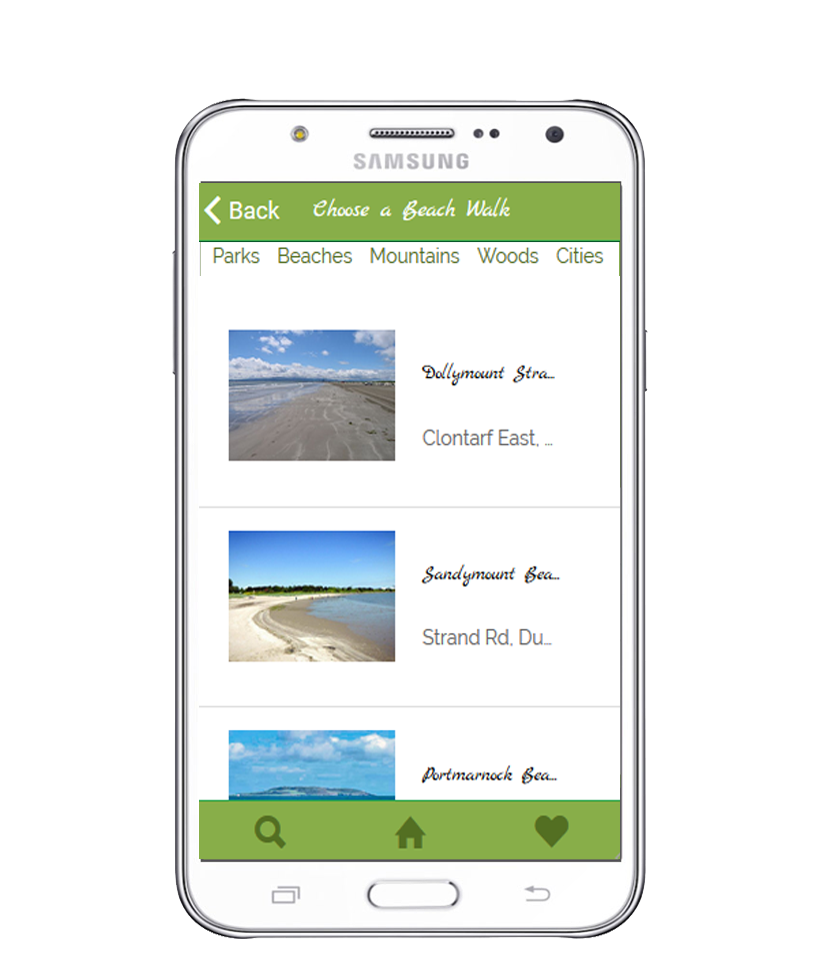 SAMSUNG
Back Choose a Beach Walk
Parks Beaches Mountains Woods Cities
Dollymount Stra...
Clontarf East, ...
Sandymount Bea...
Strand Rd, Du...
Portmarnock Bea...